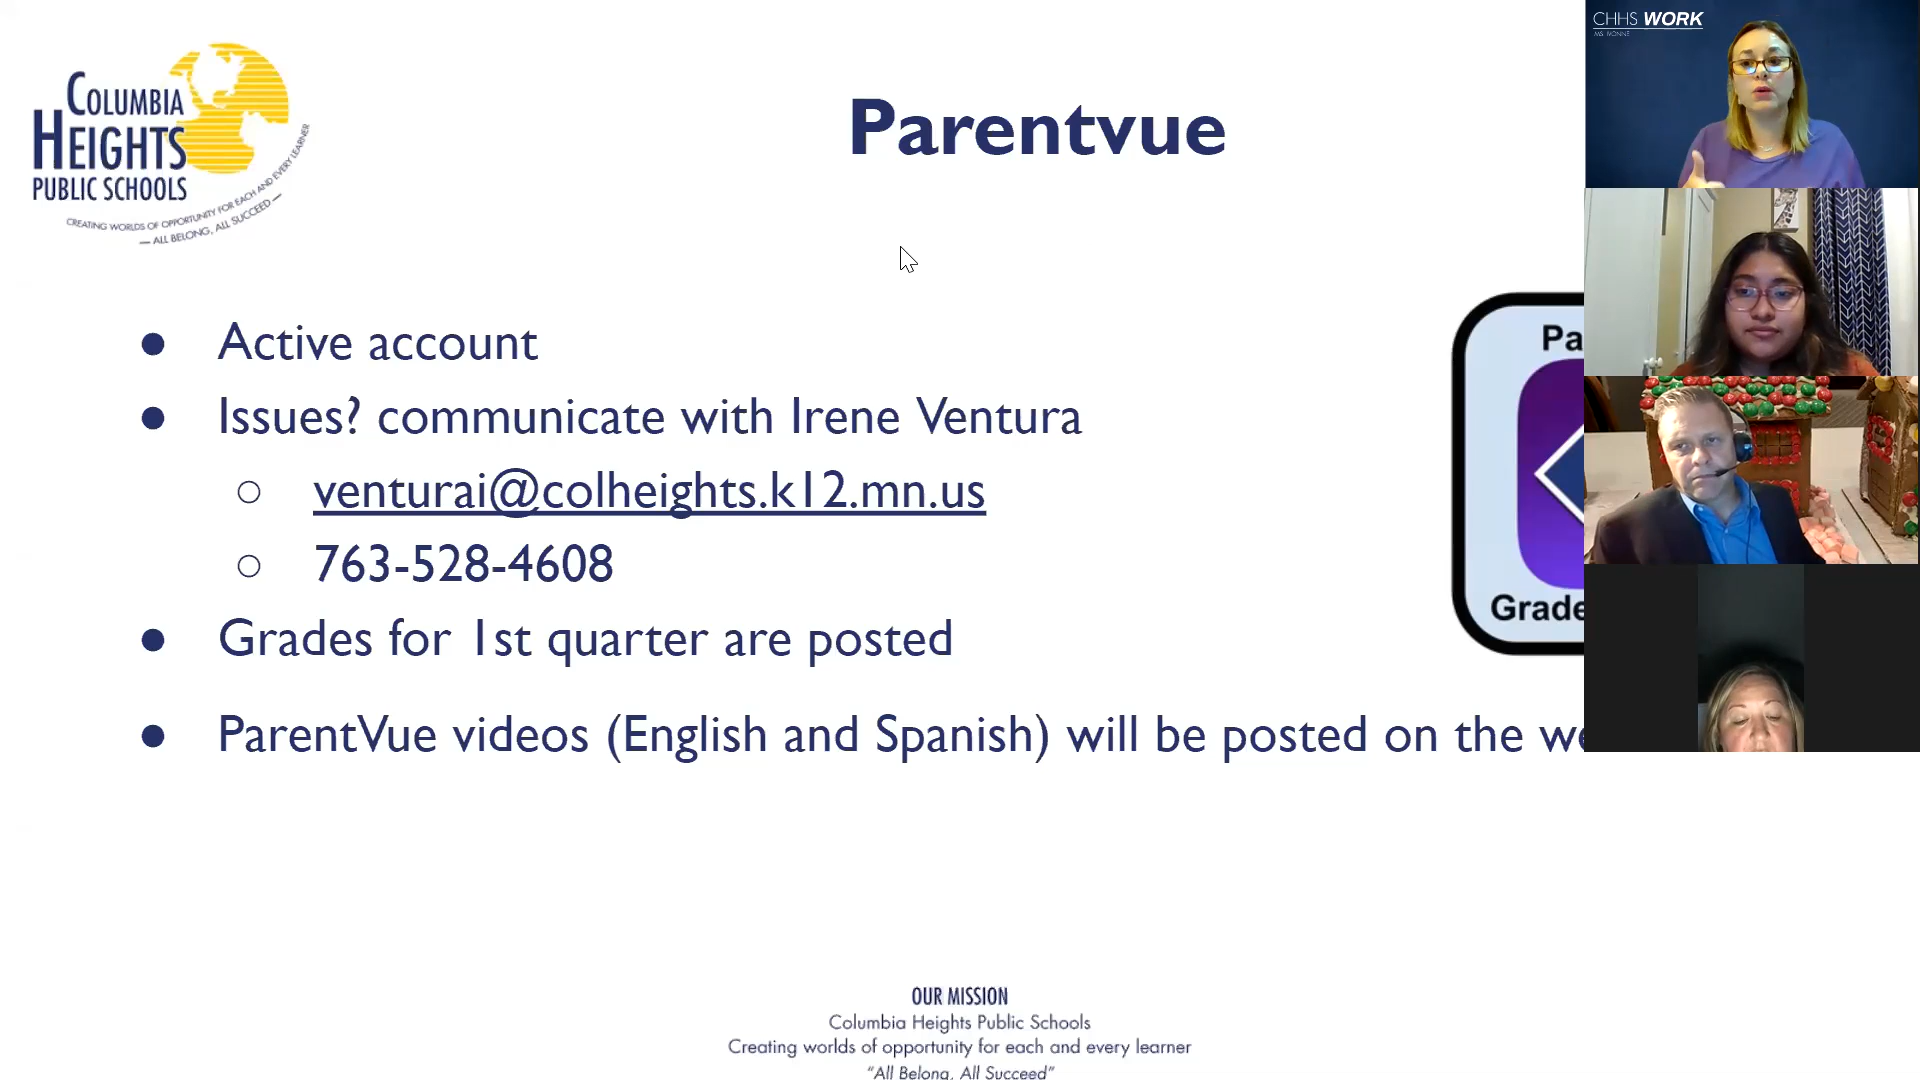 COLUMBIA
HEIGHTS
PUBLIC SCHOOLS
CREATING WORLDS OF OPPORTUNITY FOR EACH AND EVERY LEARNER
— ALL BELONG, ALL SUCCEED —
Parentvue
CHHS WORK
● Active account
● Issues? communicate with Irene Ventura
○ venturai@colheights.k12.mn.us
○ 763-528-4608
● Grades for 1st quarter are posted
● ParentVue videos (English and Spanish) will be posted on the we
Pa
Grade
OUR MISSION
Columbia Heights Public Schools
Creating worlds of opportunity for each and every learner
“All Belong, All Succeed”